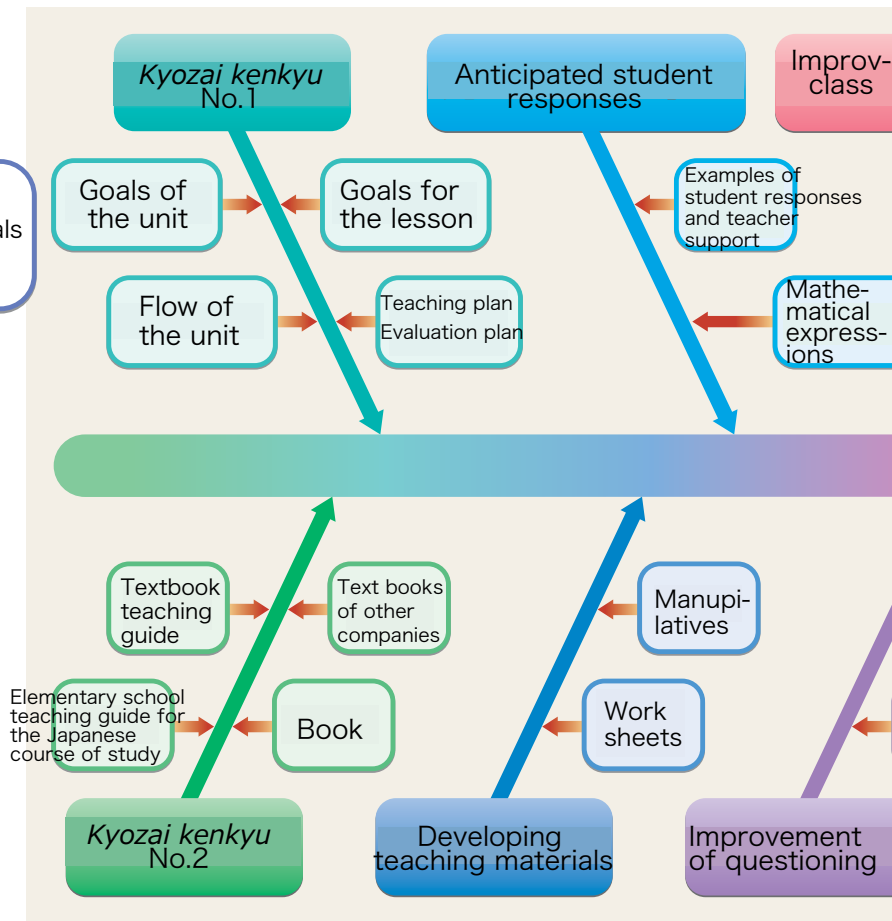 Kyozai kenkyu
No.1
Anticipated student
responses
Improv-
class
Goals of
the unit
Goals for
the lesson
Examples of
student responses
and teacher
support
als
Flow of
the unit
Teaching plan
Evaluation plan
Mathe-
matical
express-
ions
Textbook
teaching
guide
Text books
of other
companies
Manupi-
latives
Elementary school
teaching guide for
the Japanese
course of study
Book
Work
sheets
Kyozai kenkyu
No.2
Developing
teaching materials
Improvement
of questioning